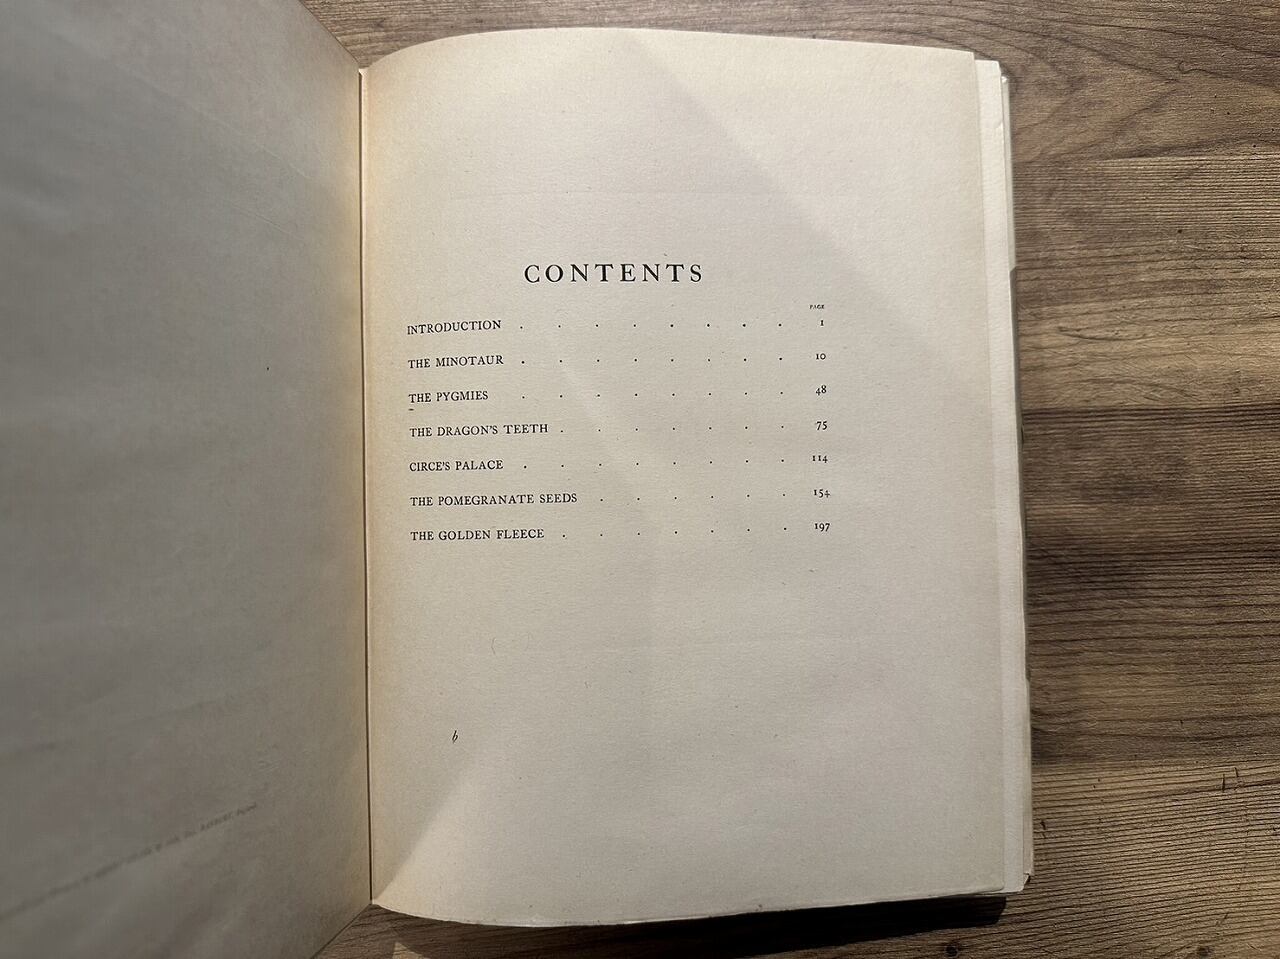 CONTENTS
PAGE
INTRODUCTION . . . . . . . . 1
THE MINOTAUR . . . . . . . . 10
THE PYGMIES . . . . . . . . 48
THE DRAGON'S TEETH . . . . . . . 75
CIRCE'S PALACE . . . . . . . . 114
THE POMEGRANATE SEEDS . . . . . . 154
THE GOLDEN FLEECE . . . . . . . 197
b